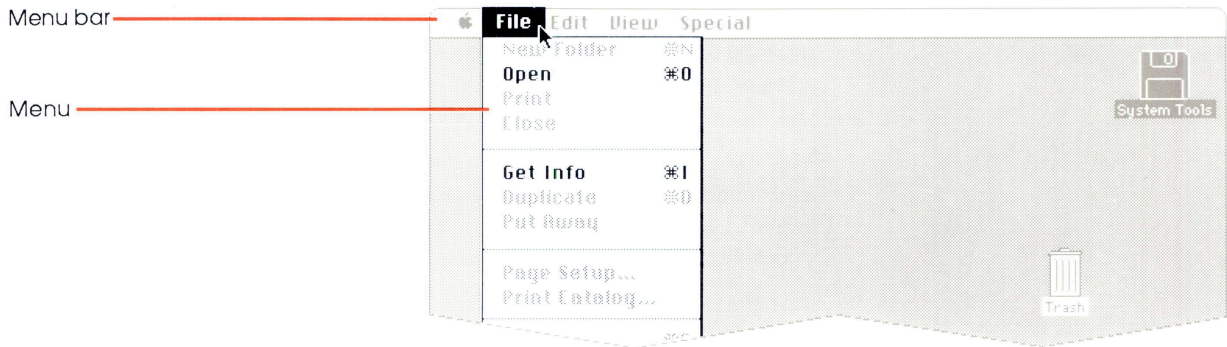 Menu bar
File Edit View Special
New Folder ⌘N
Open ⌘O
Menu
Print
Close
Get Info ⌘I
Duplicate ⌘D
Put Away
Page Setup...
Print Catalog...
System Tools
Trash